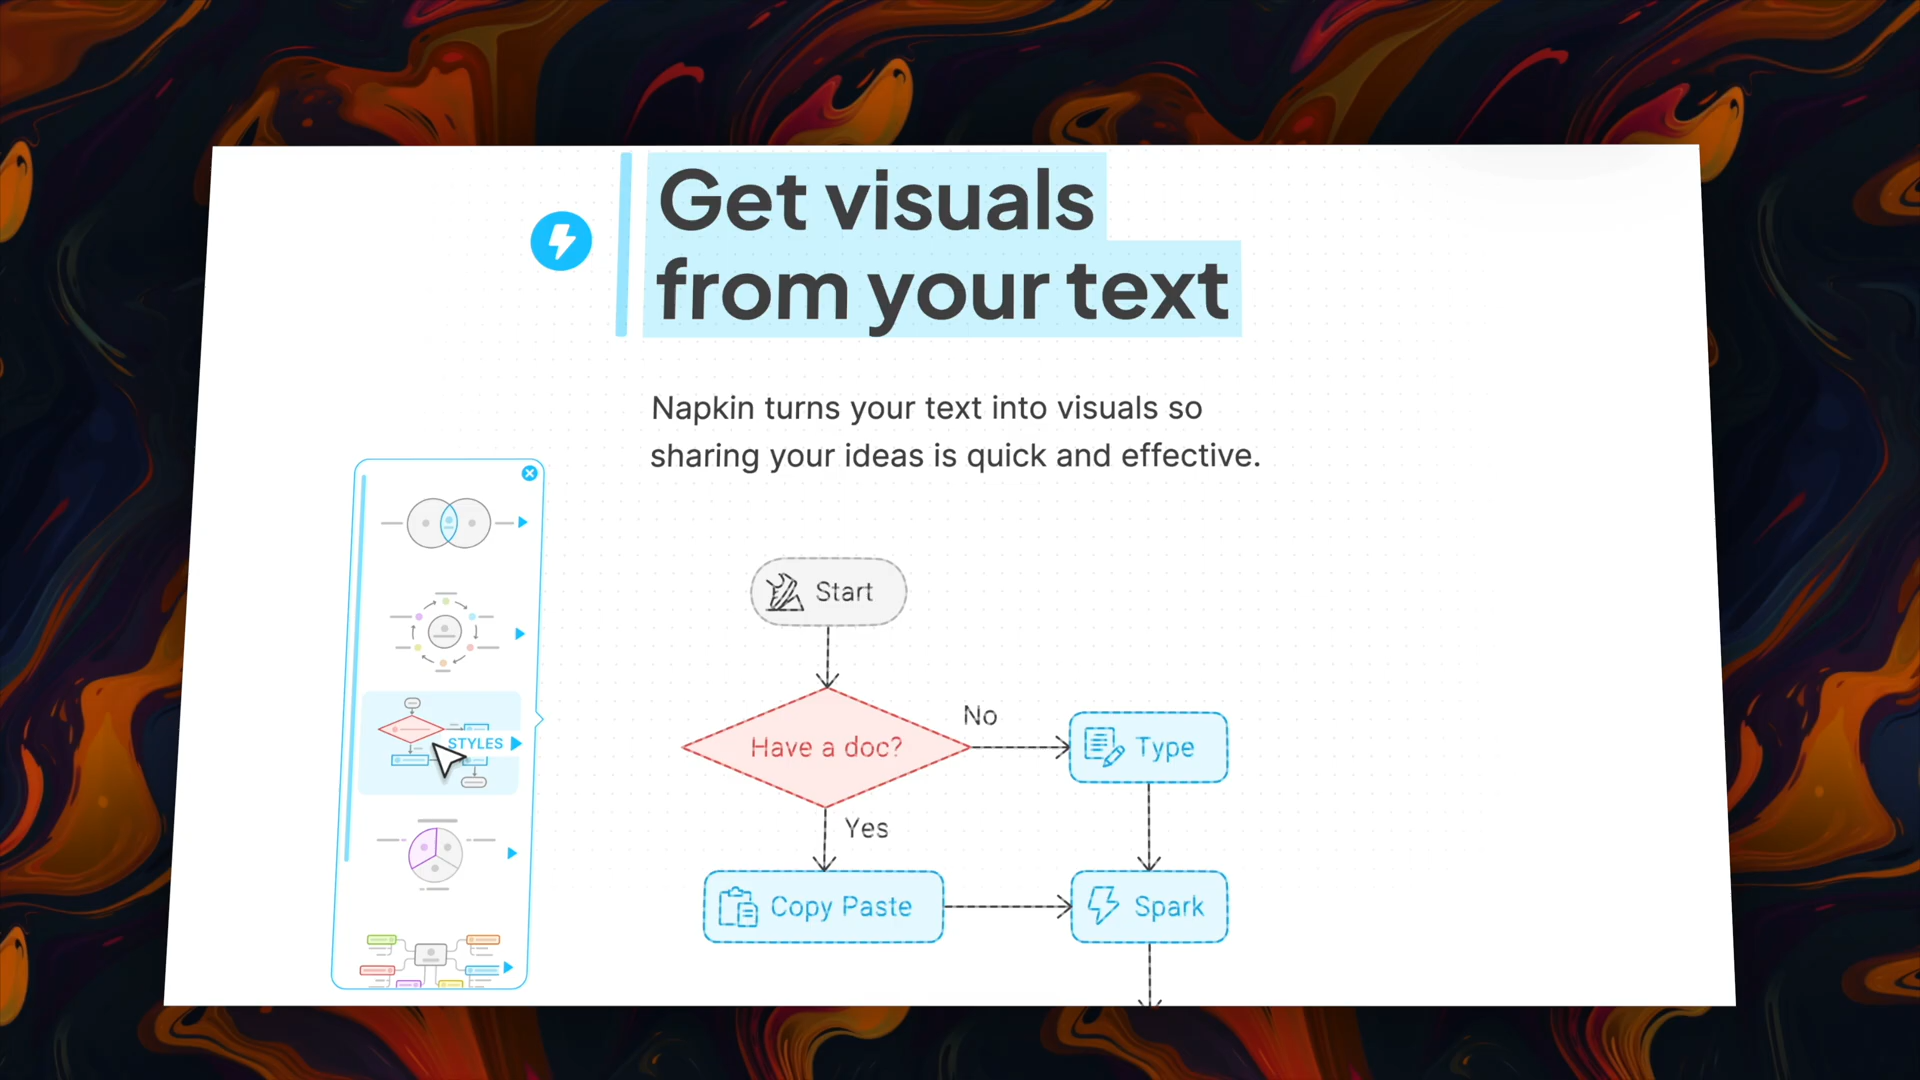 Get visuals
from your text
Napkin turns your text into visuals so
sharing your ideas is quick and effective.
Start
Have a doc?
No
Type
STYLES
Yes
Copy Paste
Spark